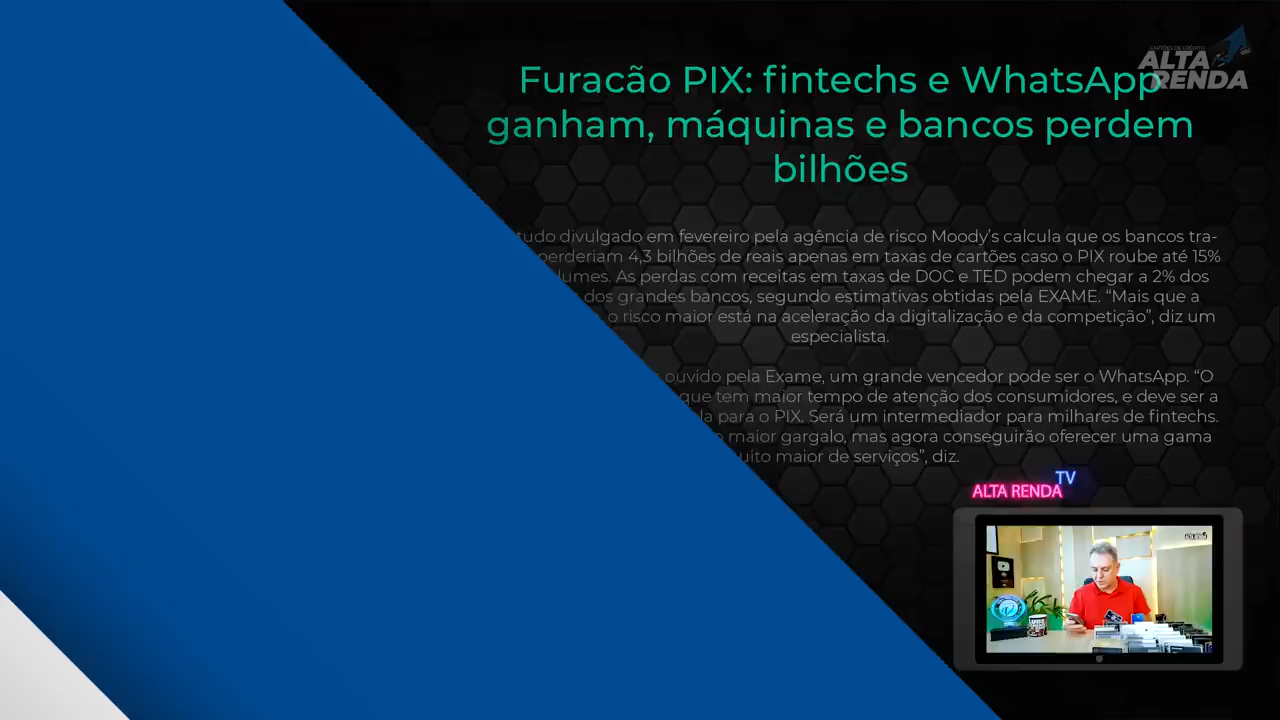 CARTÕES DE CRÉDITO
ALTA
RENDA
Furacão PIX: fintechs e WhatsApp
ganham, máquinas e bancos perdem
bilhões
tudo divulgado em fevereiro pela agência de risco Moody’s calcula que os bancos tra-
perderiam 4,3 bilhões de reais apenas em taxas de cartões caso o PIX roube até 15%
lumes. As perdas com receitas em taxas de DOC e TED podem chegar a 2% dos
dos grandes bancos, segundo estimativas obtidas pela EXAME. “Mais que a
o risco maior está na aceleração da digitalização e da competição”, diz um
especialista.
ouvido pela Exame, um grande vencedor pode ser o WhatsApp. “O
que tem maior tempo de atenção dos consumidores, e deve ser a
la para o PIX. Será um intermediador para milhares de fintechs.
maior gargalo, mas agora conseguirão oferecer uma gama
uito maior de serviços”, diz.
ALTA RENDA TV